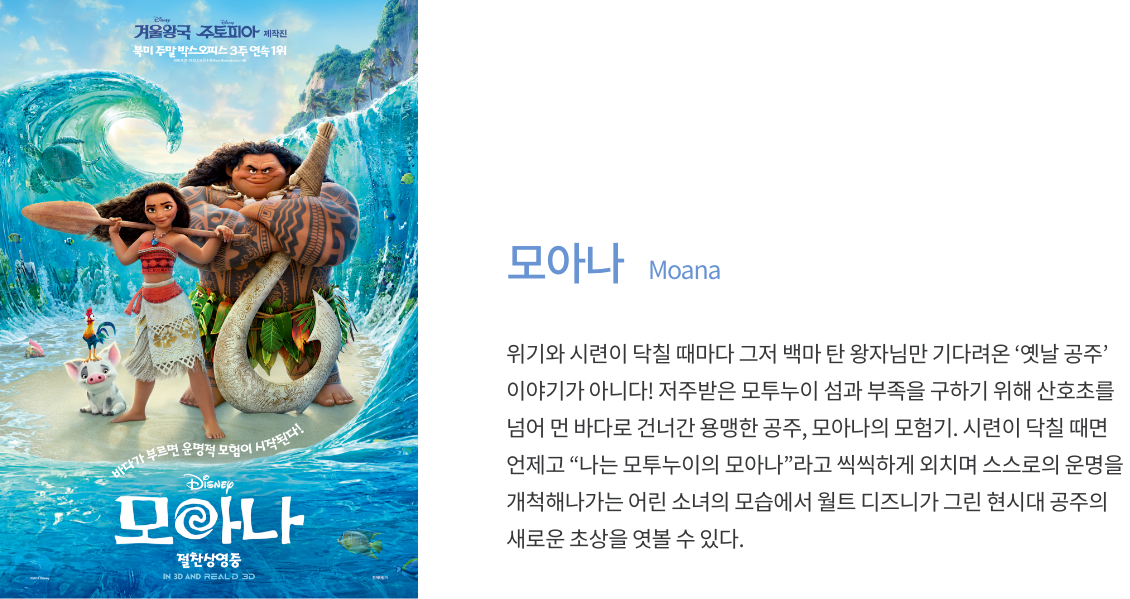 Disney Disney
겨울왕국 주토피아 제작진
북미 주말 박스오피스 3주 연속 1위
바다가 부르면 운명적 모험이 시작된다!
Disney
모아나
절찬상영중
IN 3D AND REAL D 3D
모아나 Moana
위기와 시련이 닥칠 때마다 그저 백마 탄 왕자님만 기다려온 ‘옛날 공주’
이야기가 아니다! 저주받은 모투누이 섬과 부족을 구하기 위해 산호초를
넘어 먼 바다로 건너간 용맹한 공주, 모아나의 모험기. 시련이 닥칠 때면
언제고 “나는 모투누이의 모아나”라고 씩씩하게 외치며 스스로의 운명을
개척해나가는 어린 소녀의 모습에서 월트 디즈니가 그린 현시대 공주의
새로운 초상을 엿볼 수 있다.